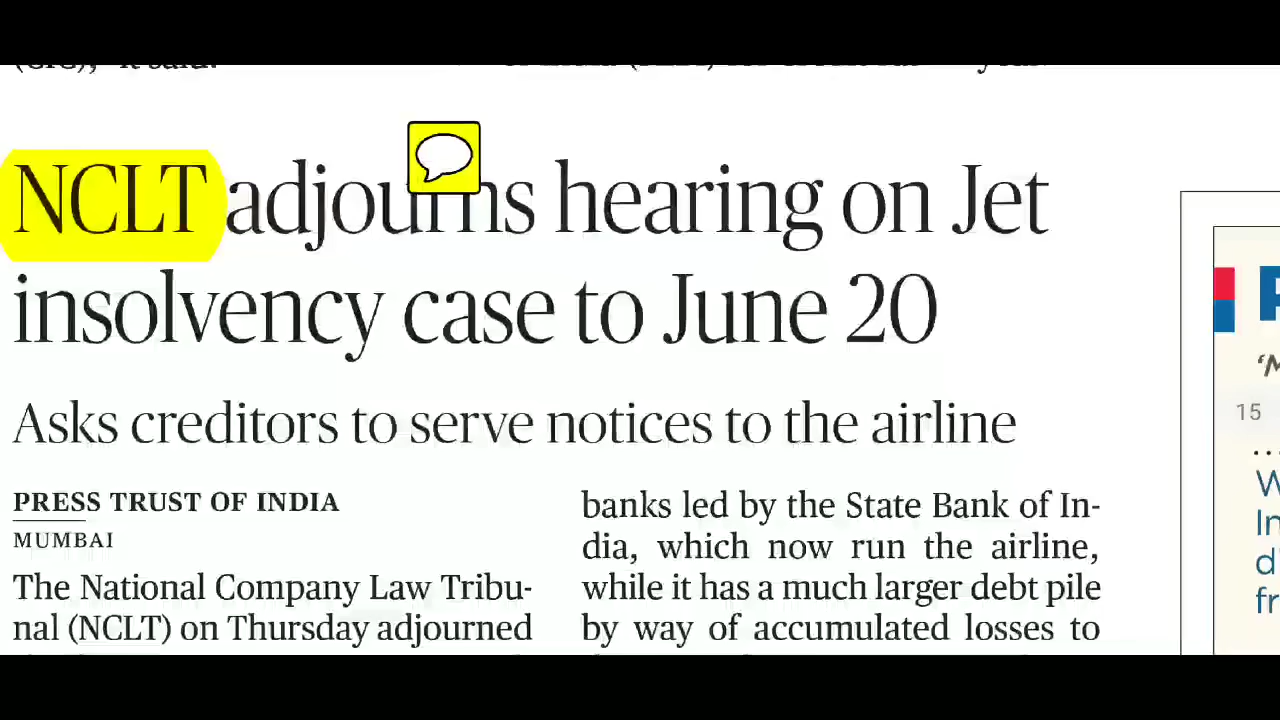 NCLT adjourns hearing on Jet
insolvency case to June 20
Asks creditors to serve notices to the airline
PRESS TRUST OF INDIA
MUMBAI
The National Company Law Tribu-
nal (NCLT) on Thursday adjourned
banks led by the State Bank of In-
dia, which now run the airline,
while it has a much larger debt pile
by way of accumulated losses to
15